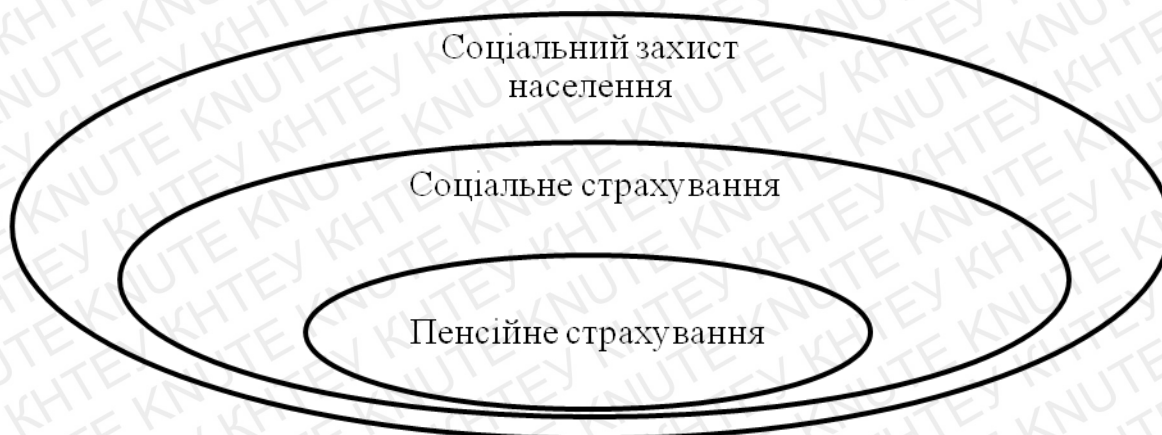 Соціальний захист
населення
Соціальне страхування
Пенсійне страхування